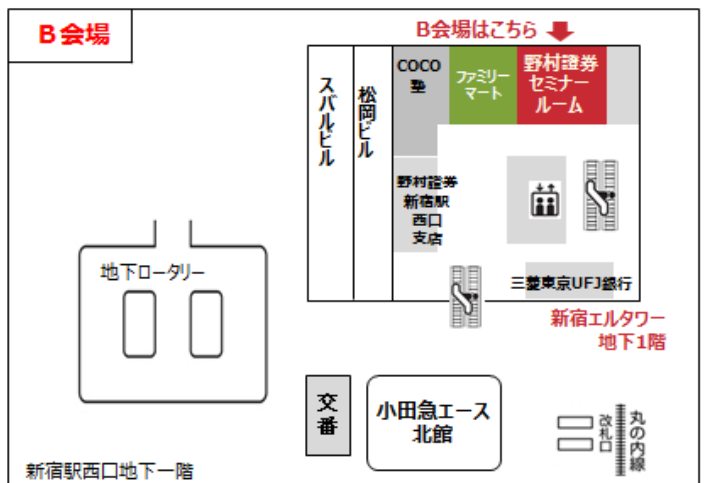 B会場
B会場はこちら
スバルビル
松岡ビル
COCO
塾
ファミリー
マート
野村證券
セミナー
ルーム
野村證券
新宿駅
西口
支店
地下ロータリー
三菱東京UFJ銀行
新宿エルタワー
地下1階
交番
小田急エース
北館
改札口
丸の内線
新宿駅西口地下一階